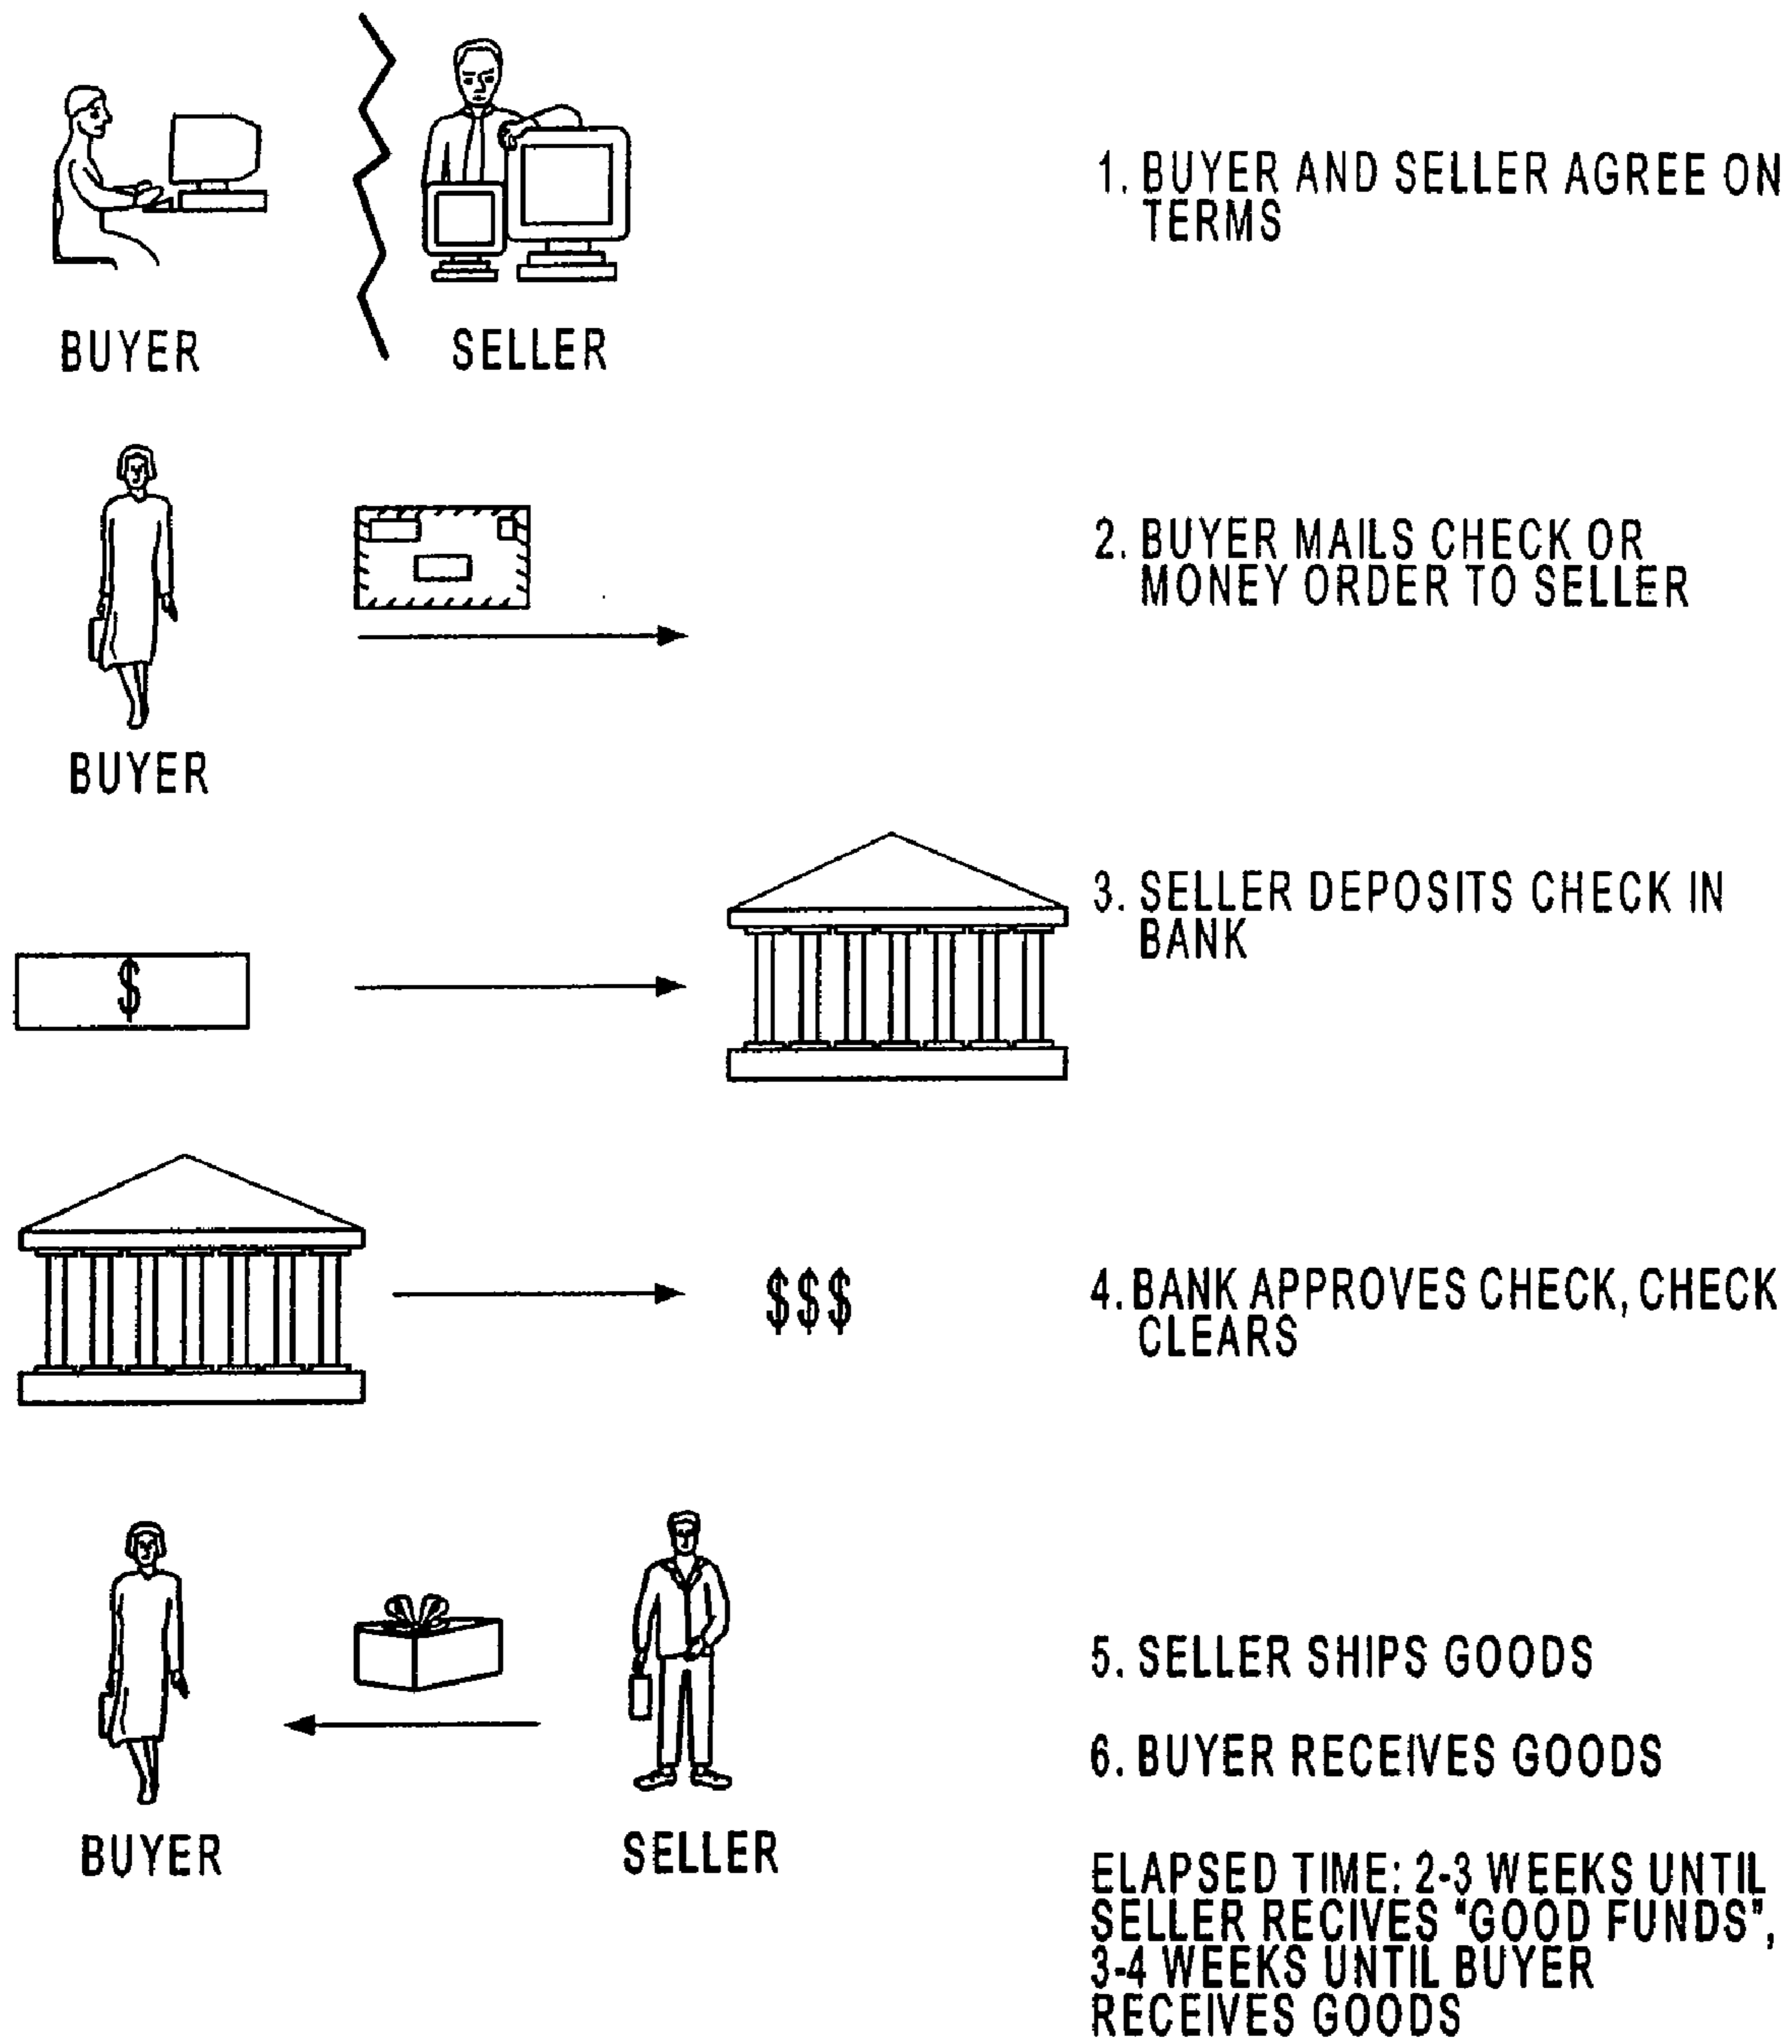 BUYER
SELLER
1. BUYER AND SELLER AGREE ON
TERMS
BUYER
2. BUYER MAILS CHECK OR
MONEY ORDER TO SELLER
$
3. SELLER DEPOSITS CHECK IN
BANK
$$$
4. BANK APPROVES CHECK, CHECK
CLEARS
BUYER
SELLER
5. SELLER SHIPS GOODS
6. BUYER RECEIVES GOODS
ELAPSED TIME: 2-3 WEEKS UNTIL
SELLER RECIVES "GOOD FUNDS",
3-4 WEEKS UNTIL BUYER
RECEIVES GOODS